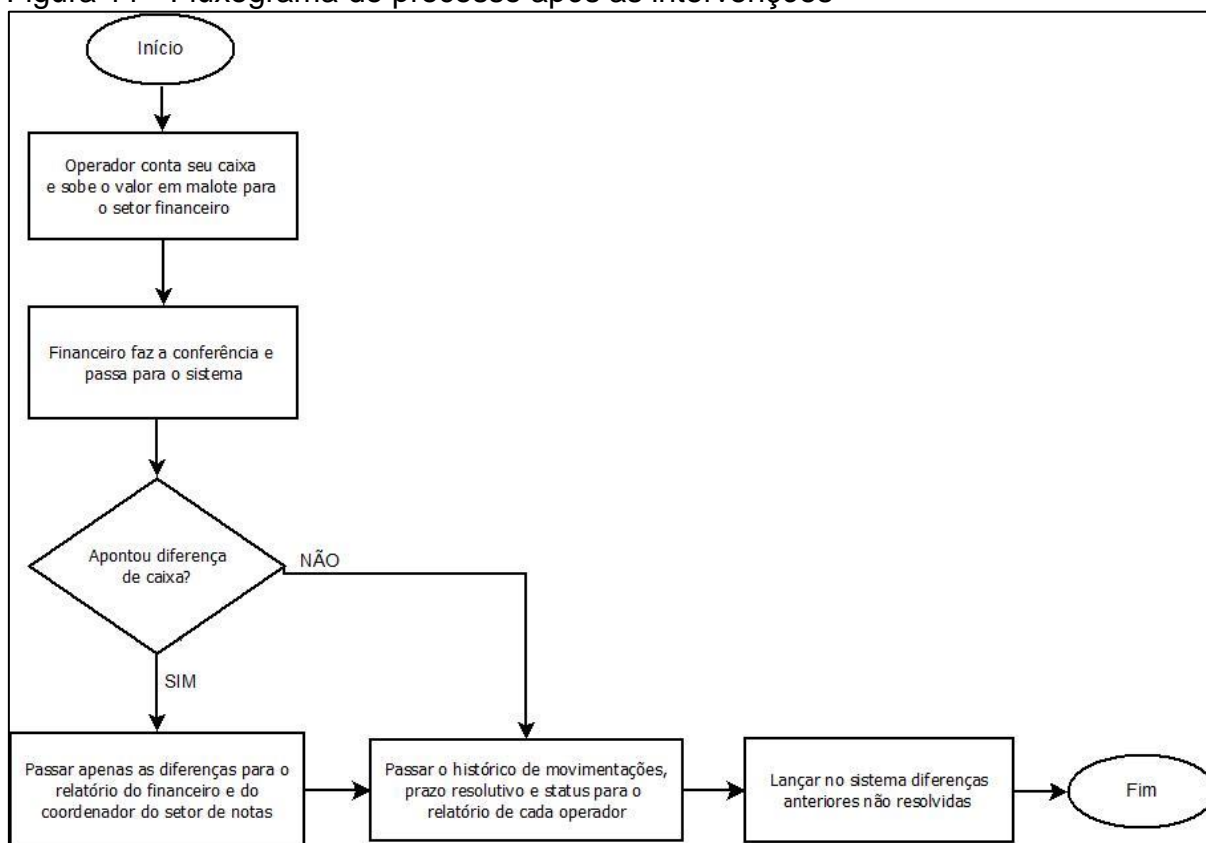 Início
Operador conta seu caixa
e sobe o valor em malote para
o setor financeiro
Financeiro faz a conferência e
passa para o sistema
Apontou diferença
de caixa?
NÃO
SIM
Passar apenas as diferenças para o
relatório do financeiro e do
coordenador do setor de notas
Passar o histórico de movimentações,
prazo resolutivo e status para o
relatório de cada operador
Lançar no sistema diferenças
anteriores não resolvidas
Fim